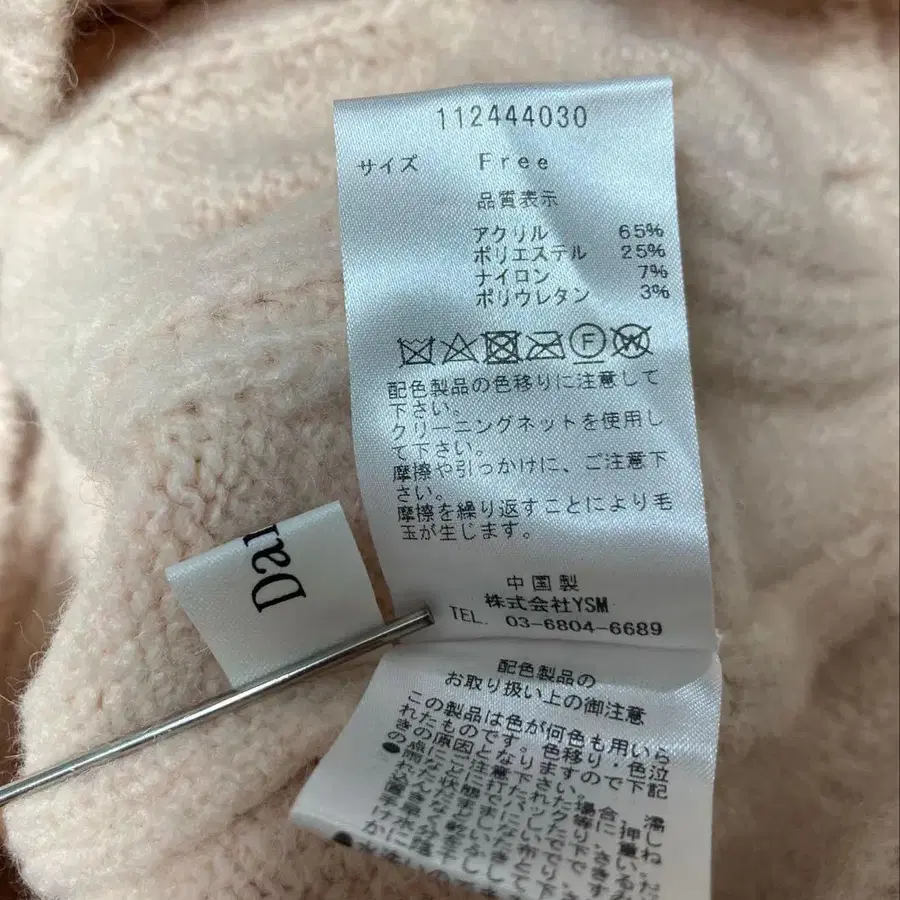 112444030
サイズ Free
品質表示
アクリル 65%
ポリエステル 25%
ナイロン 7%
ポリウレタン 3%
F W
配色製品の色移りに注意して
下さい。
クリーニングネットを使用し
て下さい。
摩擦や引っかけに、ご注意下
さい。
摩擦を繰り返すことにより毛
玉が生じます。
中国製
株式会社YSM
TEL. 03-6804-6689
Dar
配色製品の
お取り扱い上の御注意
この製品は色が何色も用いら
れたものです。色移り,色泣
きの原因となりますので下記
の点にご注意下さい。